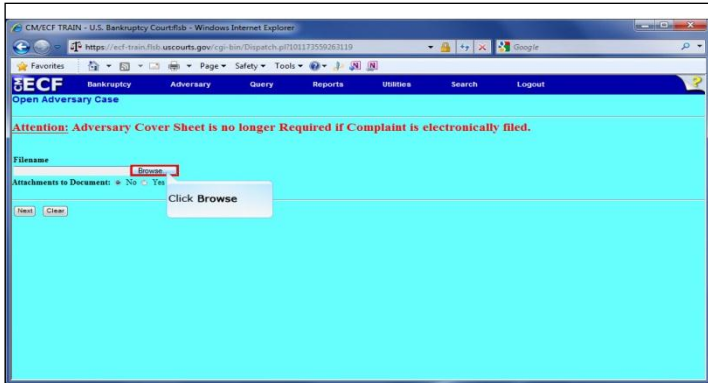 CM/ECF TRAIN - U.S. Bankruptcy Court:flsb - Windows Internet Explorer
https://ecf-train.flsb.uscourts.gov/cgi-bin/Dispatch.pl?101173559263119
Google
Favorites Page Safety Tools
ECF Bankruptcy Adversary Query Reports Utilities Search Logout ?
Open Adversary Case
Attention: Adversary Cover Sheet is no longer Required if Complaint is electronically filed.
Filename
Browse...
Attachments to Document: No Yes
Click Browse
Next Clear